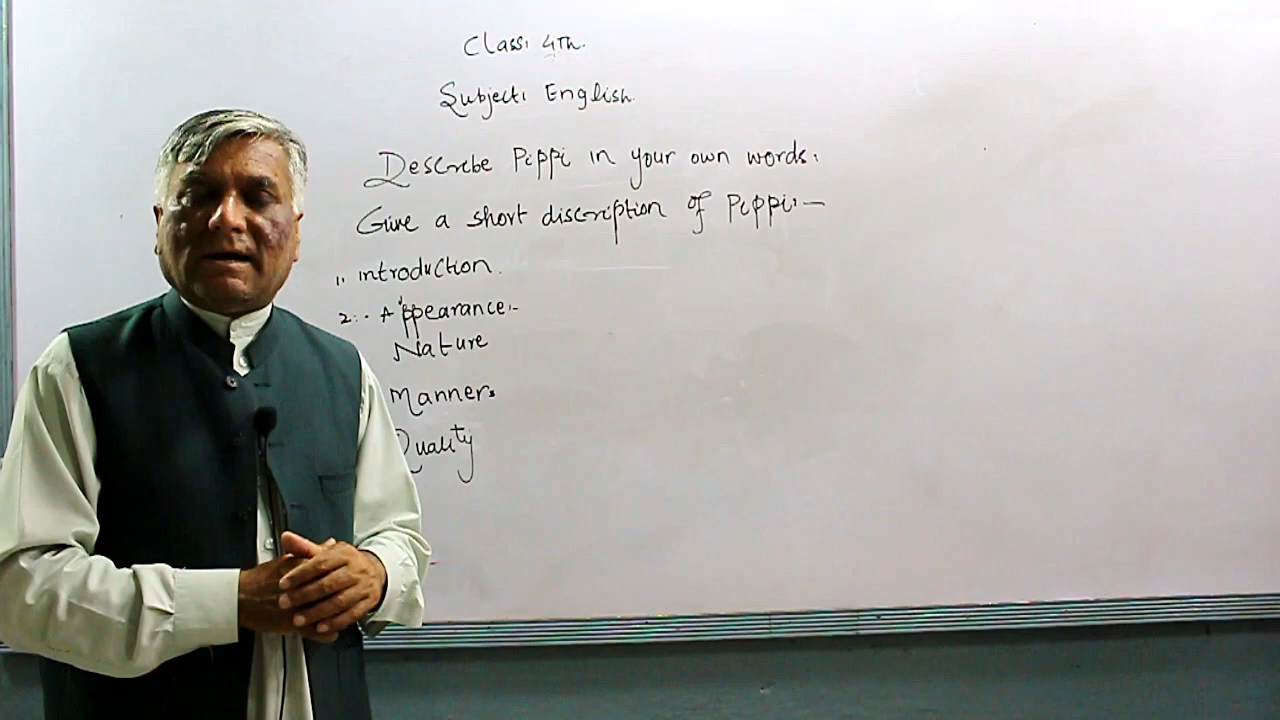 Class: 4Th.
Subject: English.
Describe Pippi in your own words.
Give a short discription of Pippi:—
1. introduction.
2:. Appearance:-
Nature
Manners
Quality